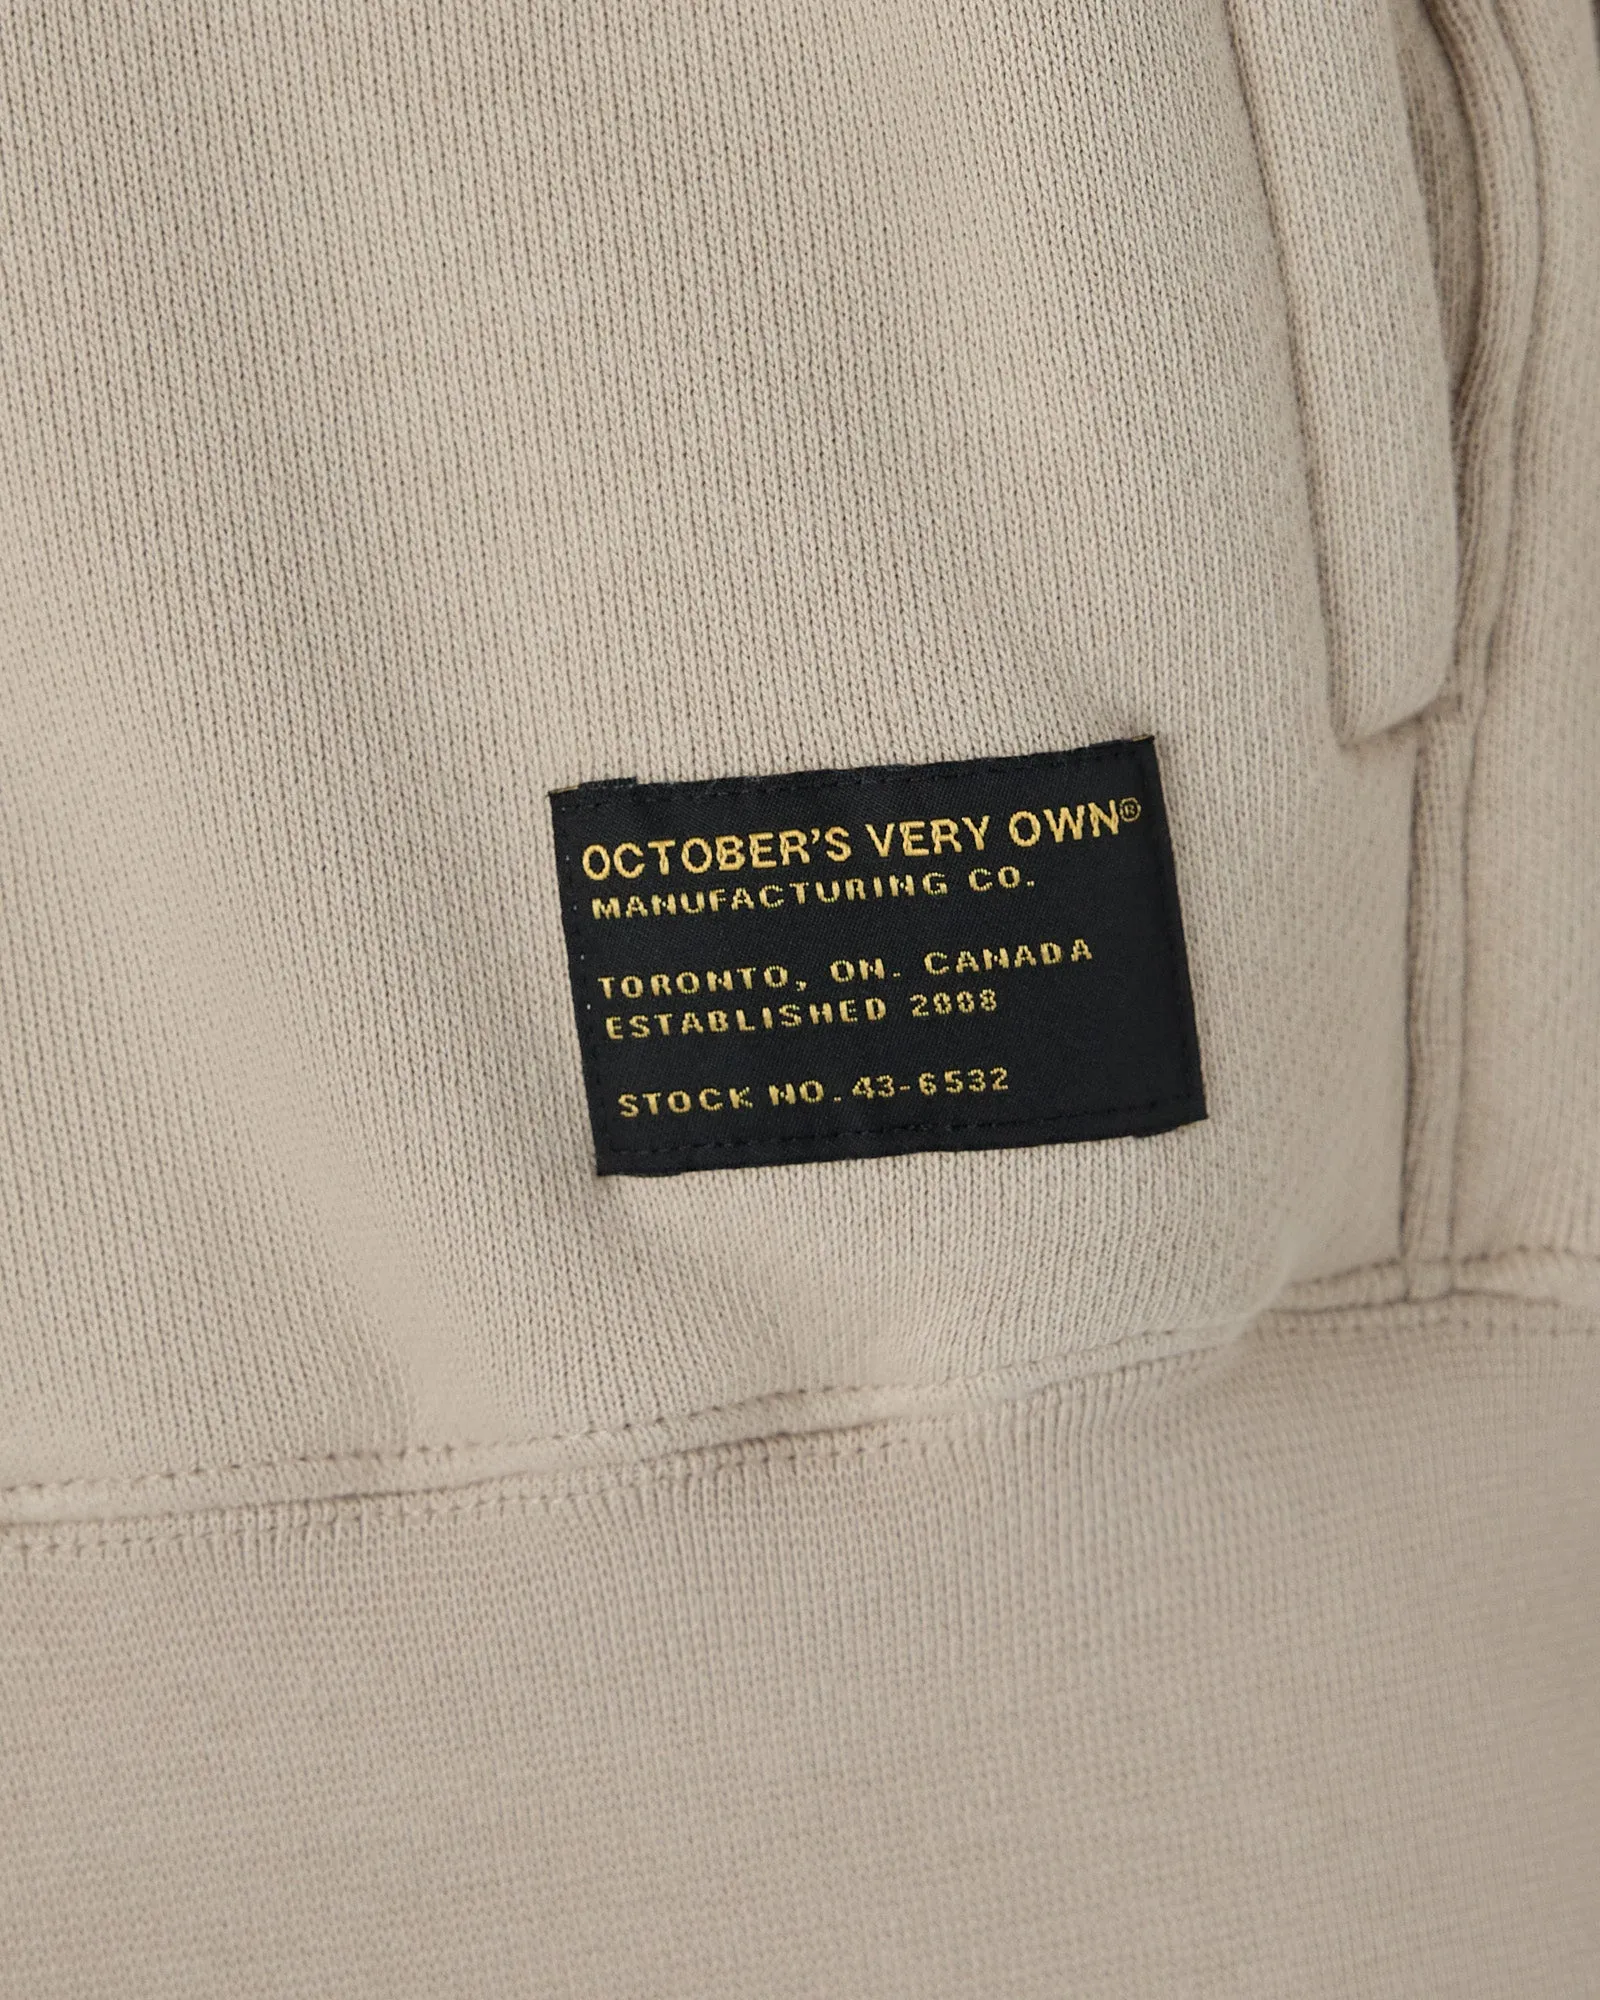 OCTOBER'S VERY OWN®
MANUFACTURING CO.
TORONTO, ON. CANADA
ESTABLISHED 2008
STOCK NO. 43-6532